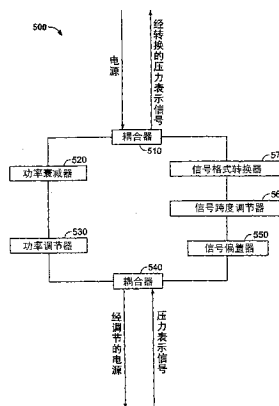 500
电源
经转换的压力表示信号
耦合器
510
520
功率衰减器
57
信号格式转换器
56
信号跨度调节器
530
功率调节器
550
信号偏置器
540
耦合器
经调节的电源
压力表示信号